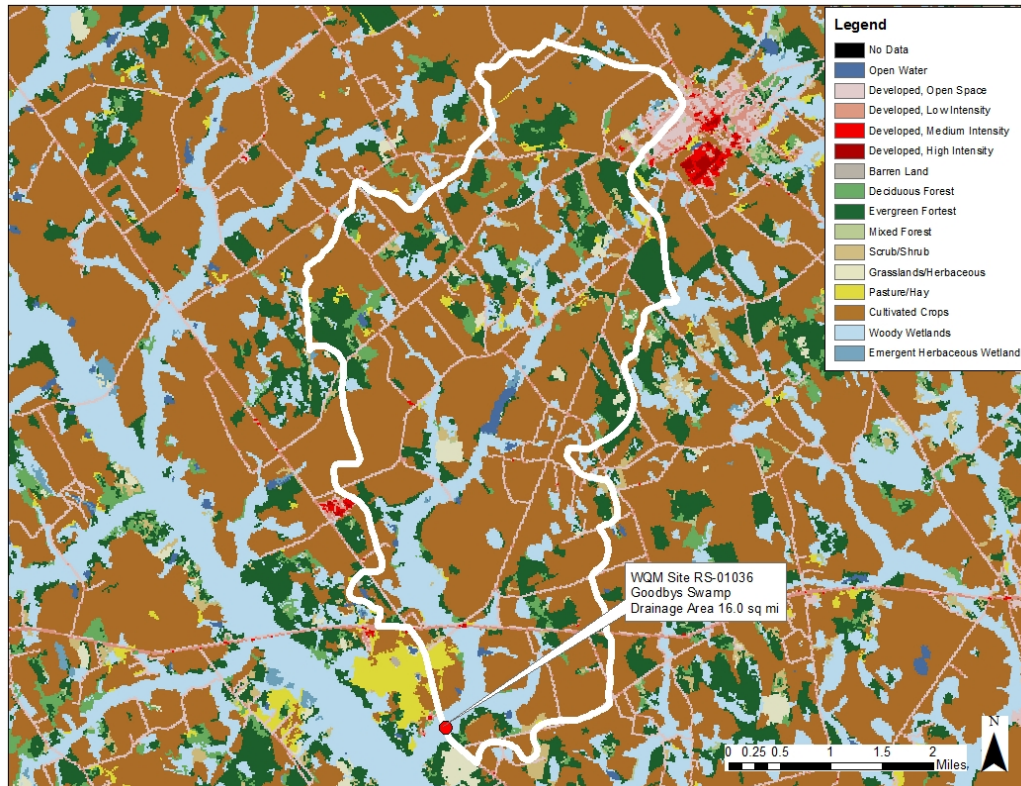 Legend
No Data
Open Water
Developed, Open Space
Developed, Low Intensity
Developed, Medium Intensity
Developed, High Intensity
Barren Land
Deciduous Forest
Evergreen Fortest
Mixed Forest
Scrub/Shrub
Grasslands/Herbaceous
Pasture/Hay
Cultivated Crops
Woody Wetlands
Emergent Herbaceous Wetland
WQM Site RS-01036
Goodbys Swamp
Drainage Area 16.0 sq mi
N
0 0.25 0.5 1 1.5 2
Miles